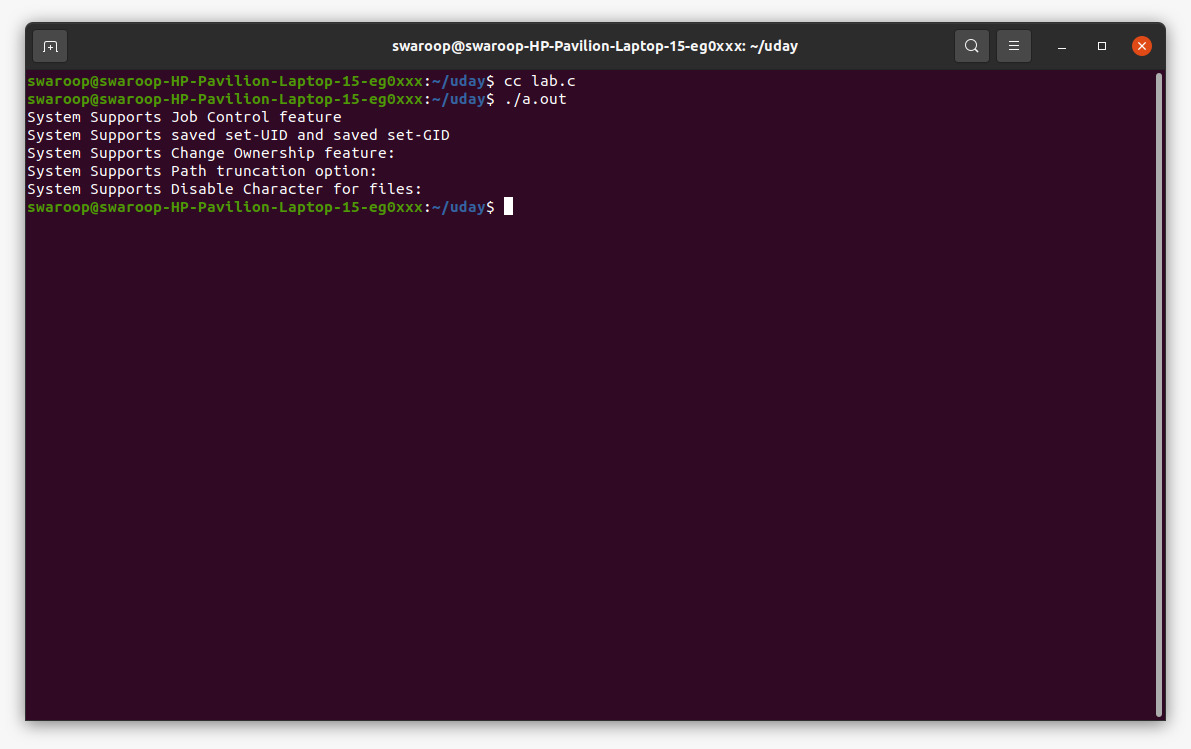 swaroop@swaroop-HP-Pavilion-Laptop-15-eg0xxx: ~/uday
swaroop@swaroop-HP-Pavilion-Laptop-15-eg0xxx:~/uday$ cc lab.c
swaroop@swaroop-HP-Pavilion-Laptop-15-eg0xxx:~/uday$ ./a.out
System Supports Job Control feature
System Supports saved set-UID and saved set-GID
System Supports Change Ownership feature:
System Supports Path truncation option:
System Supports Disable Character for files:
swaroop@swaroop-HP-Pavilion-Laptop-15-eg0xxx:~/uday$